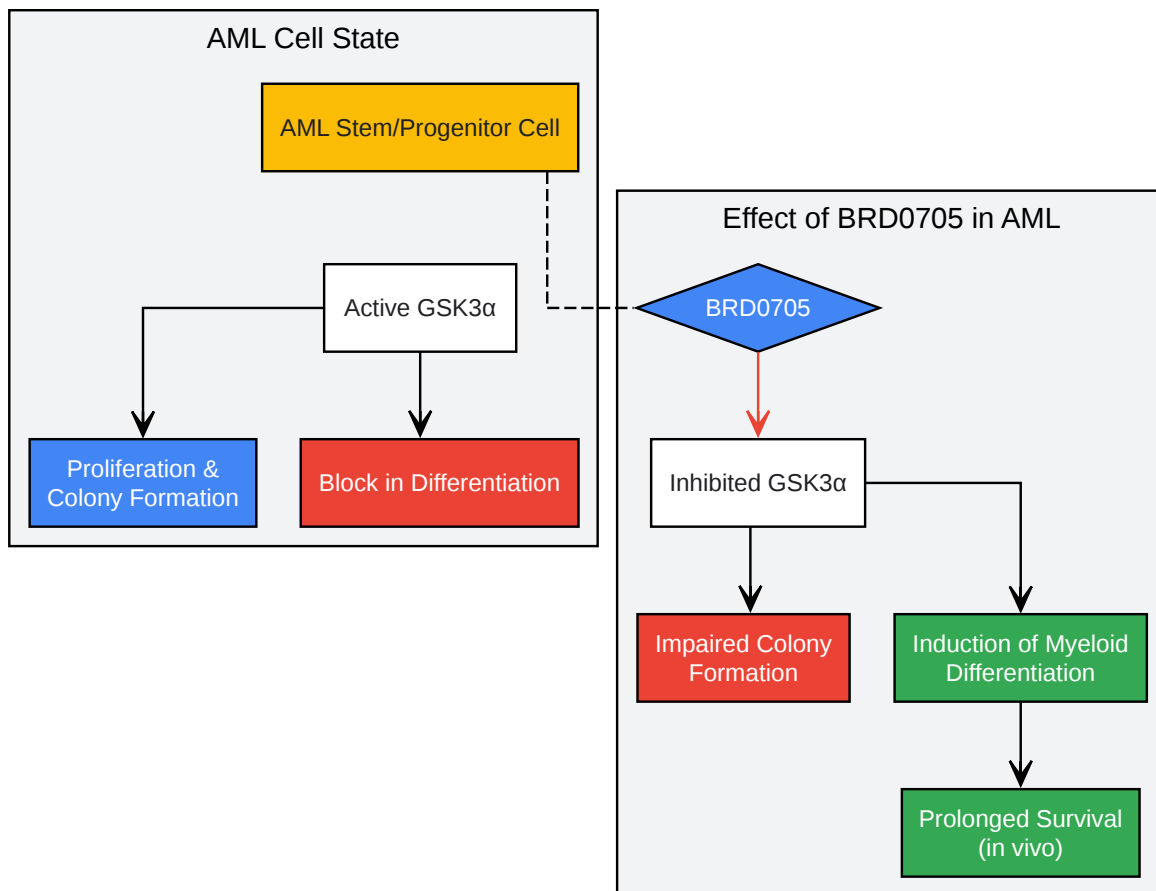 AML Cell State
AML Stem/Progenitor Cell
Active GSK3α
Proliferation &
Colony Formation
Block in Differentiation
Effect of BRD0705 in AML
BRD0705
Inhibited GSK3α
Impaired Colony
Formation
Induction of Myeloid
Differentiation
Prolonged Survival
(in vivo)